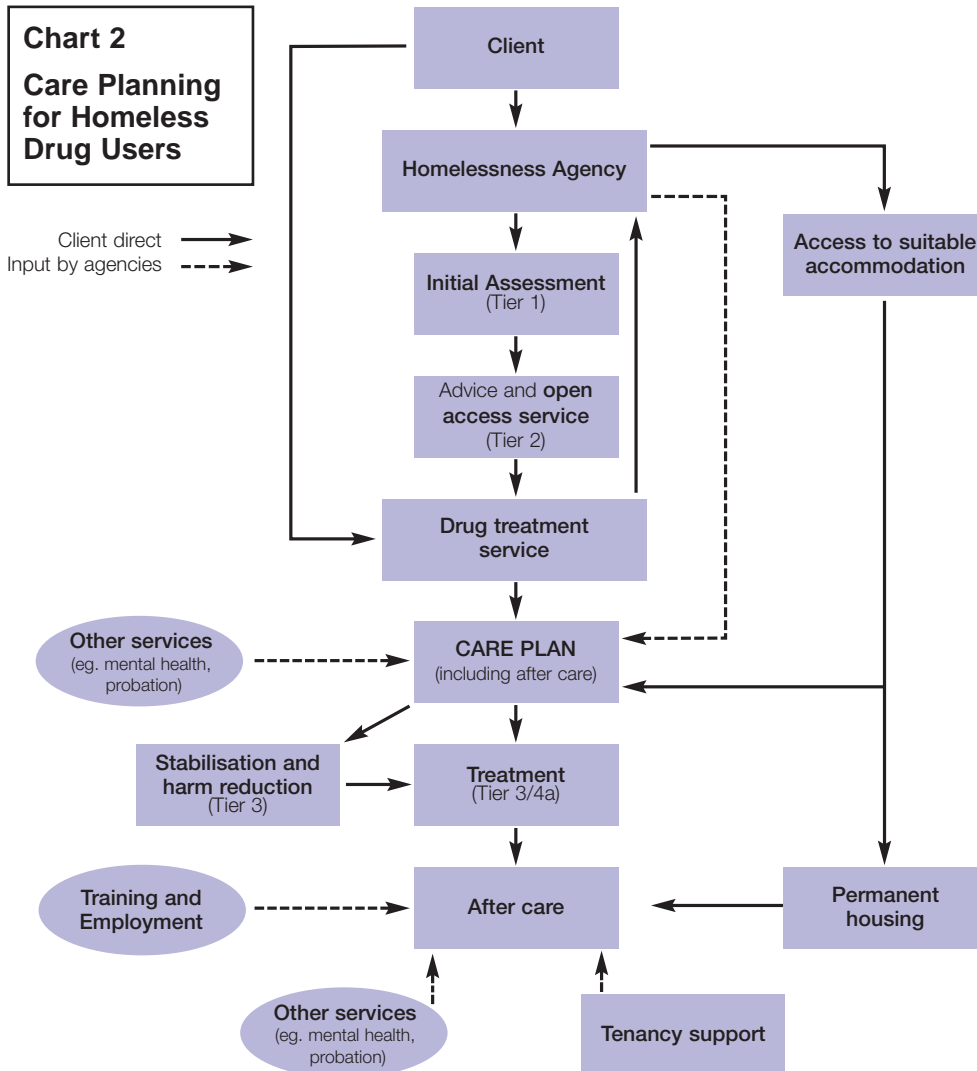 Chart 2
Care Planning
for Homeless
Drug Users
Client direct
Input by agencies
Client
Homelessness Agency
Access to suitable
accommodation
Initial Assessment
(Tier 1)
Advice and open
access service
(Tier 2)
Drug treatment
service
Other services
(eg. mental health,
probation)
CARE PLAN
(including after care)
Stabilisation and
harm reduction
(Tier 3)
Treatment
(Tier 3/4a)
Training and
Employment
After care
Permanent
housing
Other services
(eg. mental health,
probation)
Tenancy support